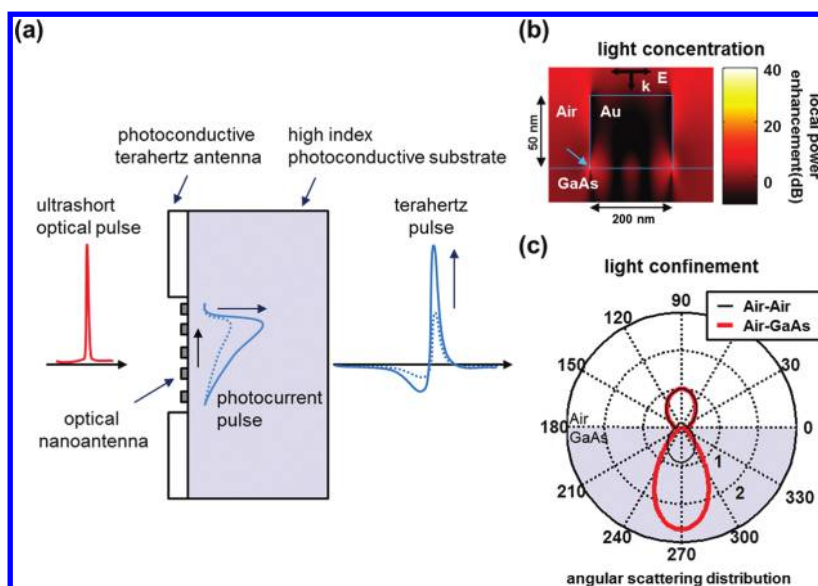 (a)
photoconductive
terahertz antenna
high index
photoconductive substrate
ultrashort
optical pulse
terahertz
pulse
photocurrent
pulse
optical
nanoantenna
(b)
light concentration
E
k
Air
Au
GaAs
50 nm
200 nm
40
20
0
local power
enhancement(dB)
(c)
light confinement
Air-Air
Air-GaAs
90
120
150
30
180
Air
GaAs
0
1
2
210
330
240
300
270
angular scattering distribution